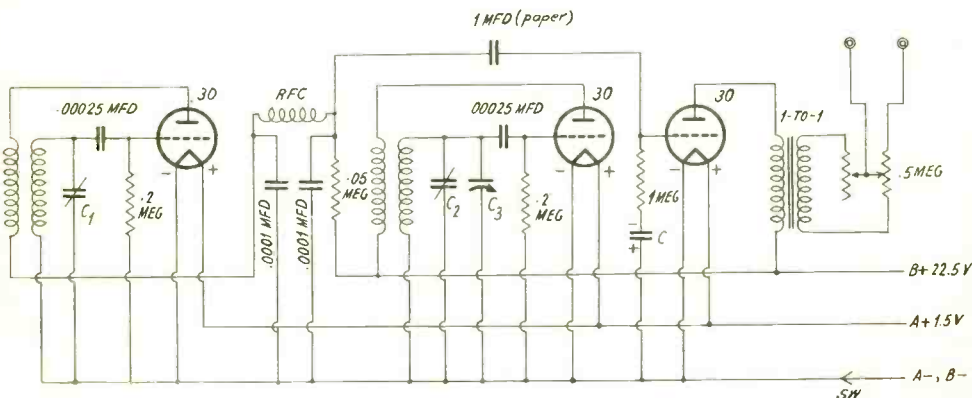 1 MFD (paper)
.00025 MFD
30
RFC
.00025 MFD
30
30
1-TO-1
C1
.2
MEG
.0001 MFD
.0001 MFD
.05
MEG
C2
C3
.2
MEG
1 MEG
C
.5 MEG
- +
- +
- +
-
+
B+ 22.5 V
A+ 1.5 V
A-, B-
SW